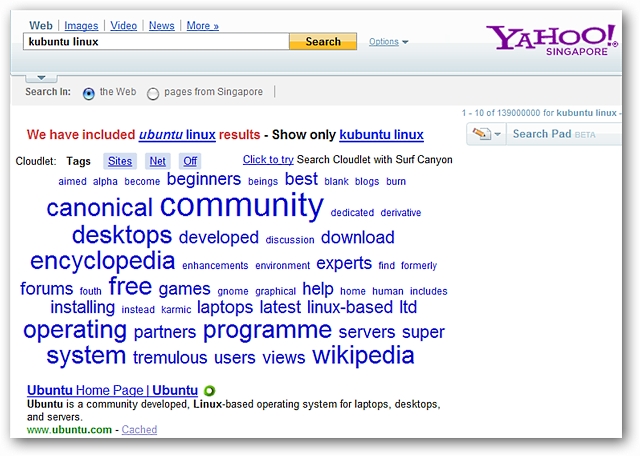 Web | Images | Video | News | More »
kubuntu linux Search Options
YAHOO!
SINGAPORE
Search In: the Web pages from Singapore
1 - 10 of 139000000 for kubuntu linux -
Search Pad BETA
We have included ubuntu linux results - Show only kubuntu linux
Cloudlet: Tags Sites Net Off Click to try Search Cloudlet with Surf Canyon
aimed alpha become beginners beings best blank blogs burn
canonical community dedicated derivative
desktops developed discussion download
encyclopedia enhancements environment experts find formerly
forums fouth free games gnome graphical help home human includes
installing instead karmic laptops latest linux-based ltd
operating partners programme servers super
system tremulous users views wikipedia
Ubuntu Home Page | Ubuntu
Ubuntu is a community developed, Linux-based operating system for laptops, desktops,
and servers.
www.ubuntu.com - Cached